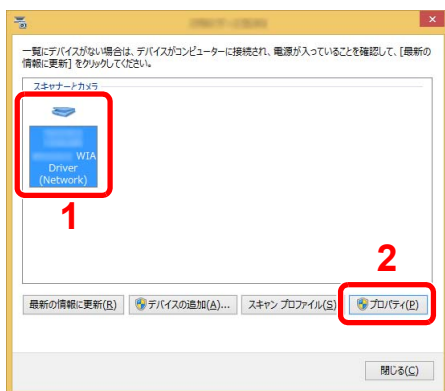 一覧にデバイスがない場合は、デバイスがコンピューターに接続され、電源が入っていることを確認して、[最新の
情報に更新] をクリックしてください。
スキャナーとカメラ
WIA
Driver
(Network)
1
2
最新の情報に更新(R)
デバイスの追加(A)...
スキャン プロファイル(S)
プロパティ(P)
閉じる(C)